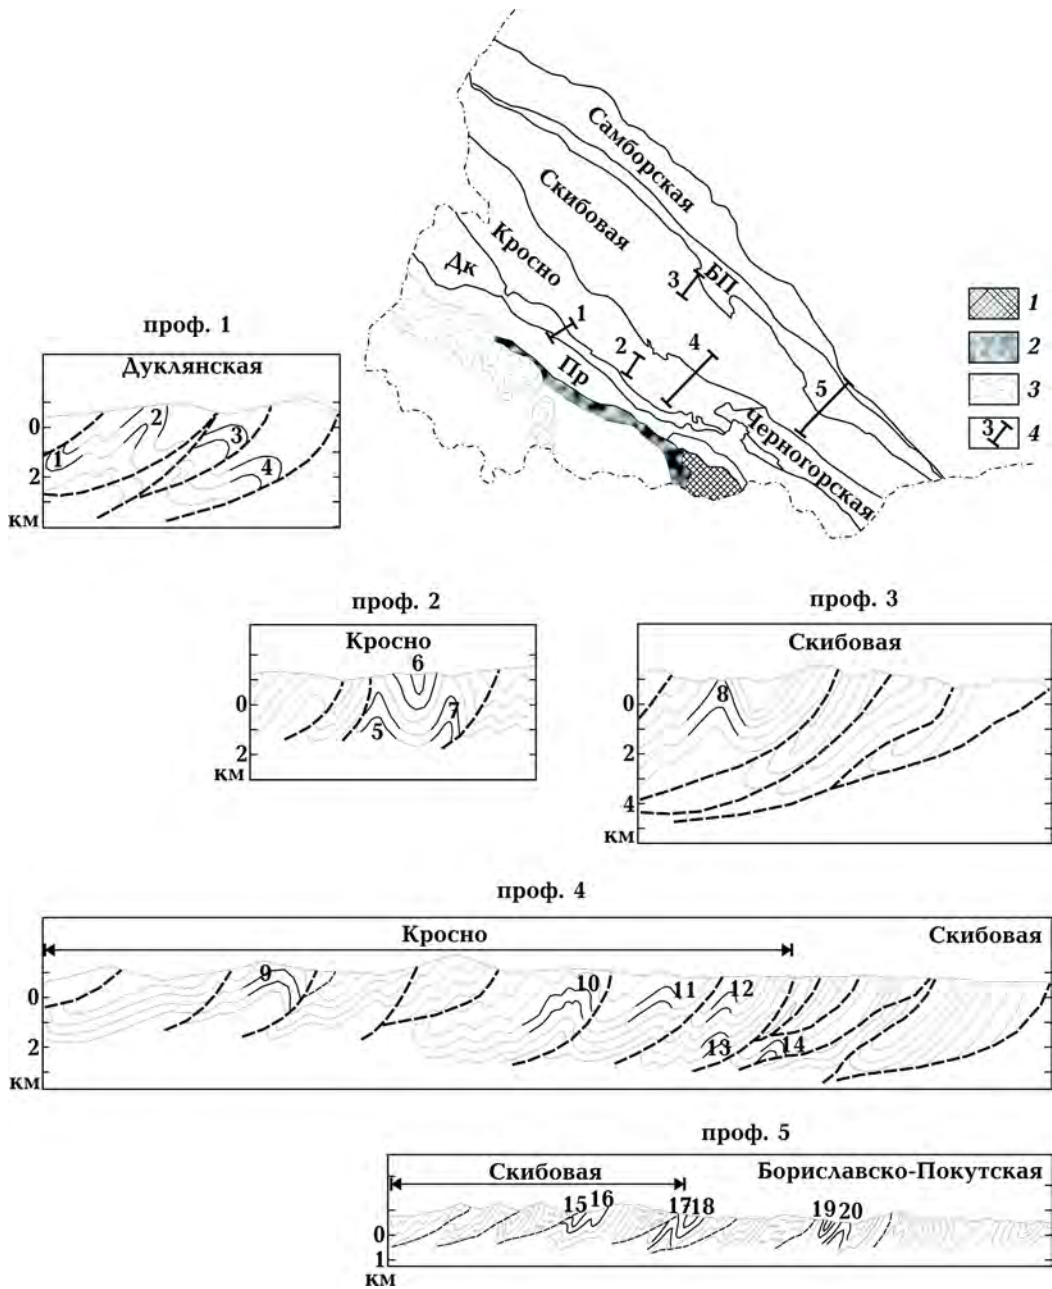 Самборская
Скибовая
Кросно
Дк
БП
3
1
2
4
5
Пр
Черногорская
1
2
3
3
4
проф. 1
Дуклянская
0
2
км
1
2
3
4
проф. 2
Кросно
0
2
км
5
6
7
проф. 3
Скибовая
0
2
4
км
8
проф. 4
Кросно
Скибовая
0
2
км
9
10
11
12
13
14
проф. 5
Скибовая
Бориславско-Покутская
0
1
км
15
16
17
18
19
20